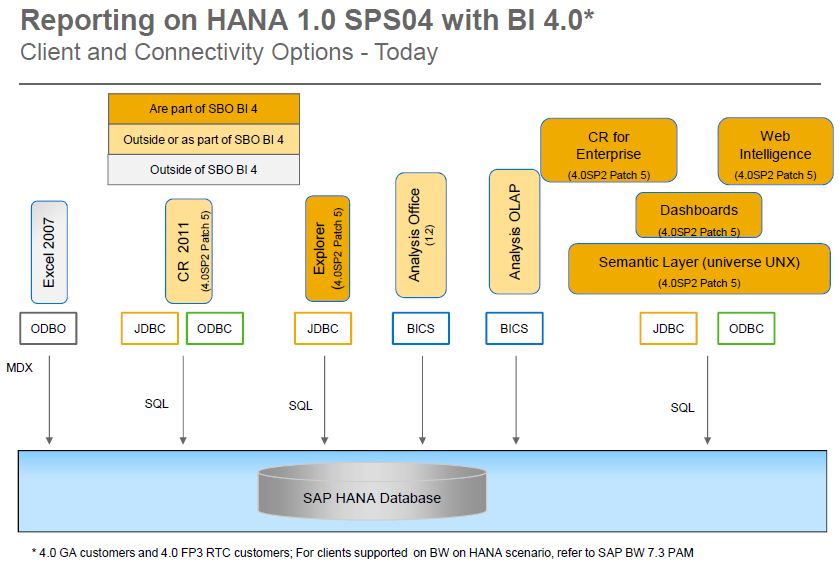 Reporting on HANA 1.0 SPS04 with BI 4.0*
Client and Connectivity Options - Today
Are part of SBO BI 4
Outside or as part of SBO BI 4
Outside of SBO BI 4
Excel 2007
CR 2011
(4.0SP2 Patch 5)
Explorer
(4.0SP2 Patch 5)
Analysis Office
(1.2)
Analysis OLAP
CR for
Enterprise
(4.0SP2 Patch 5)
Web
Intelligence
(4.0SP2 Patch 5)
Dashboards
(4.0SP2 Patch 5)
Semantic Layer (universe UNX)
(4.0SP2 Patch 5)
ODBO
JDBC
ODBC
JDBC
BICS
BICS
JDBC
ODBC
MDX
SQL
SQL
SQL
SAP HANA Database
* 4.0 GA customers and 4.0 FP3 RTC customers; For clients supported on BW on HANA scenario, refer to SAP BW 7.3 PAM